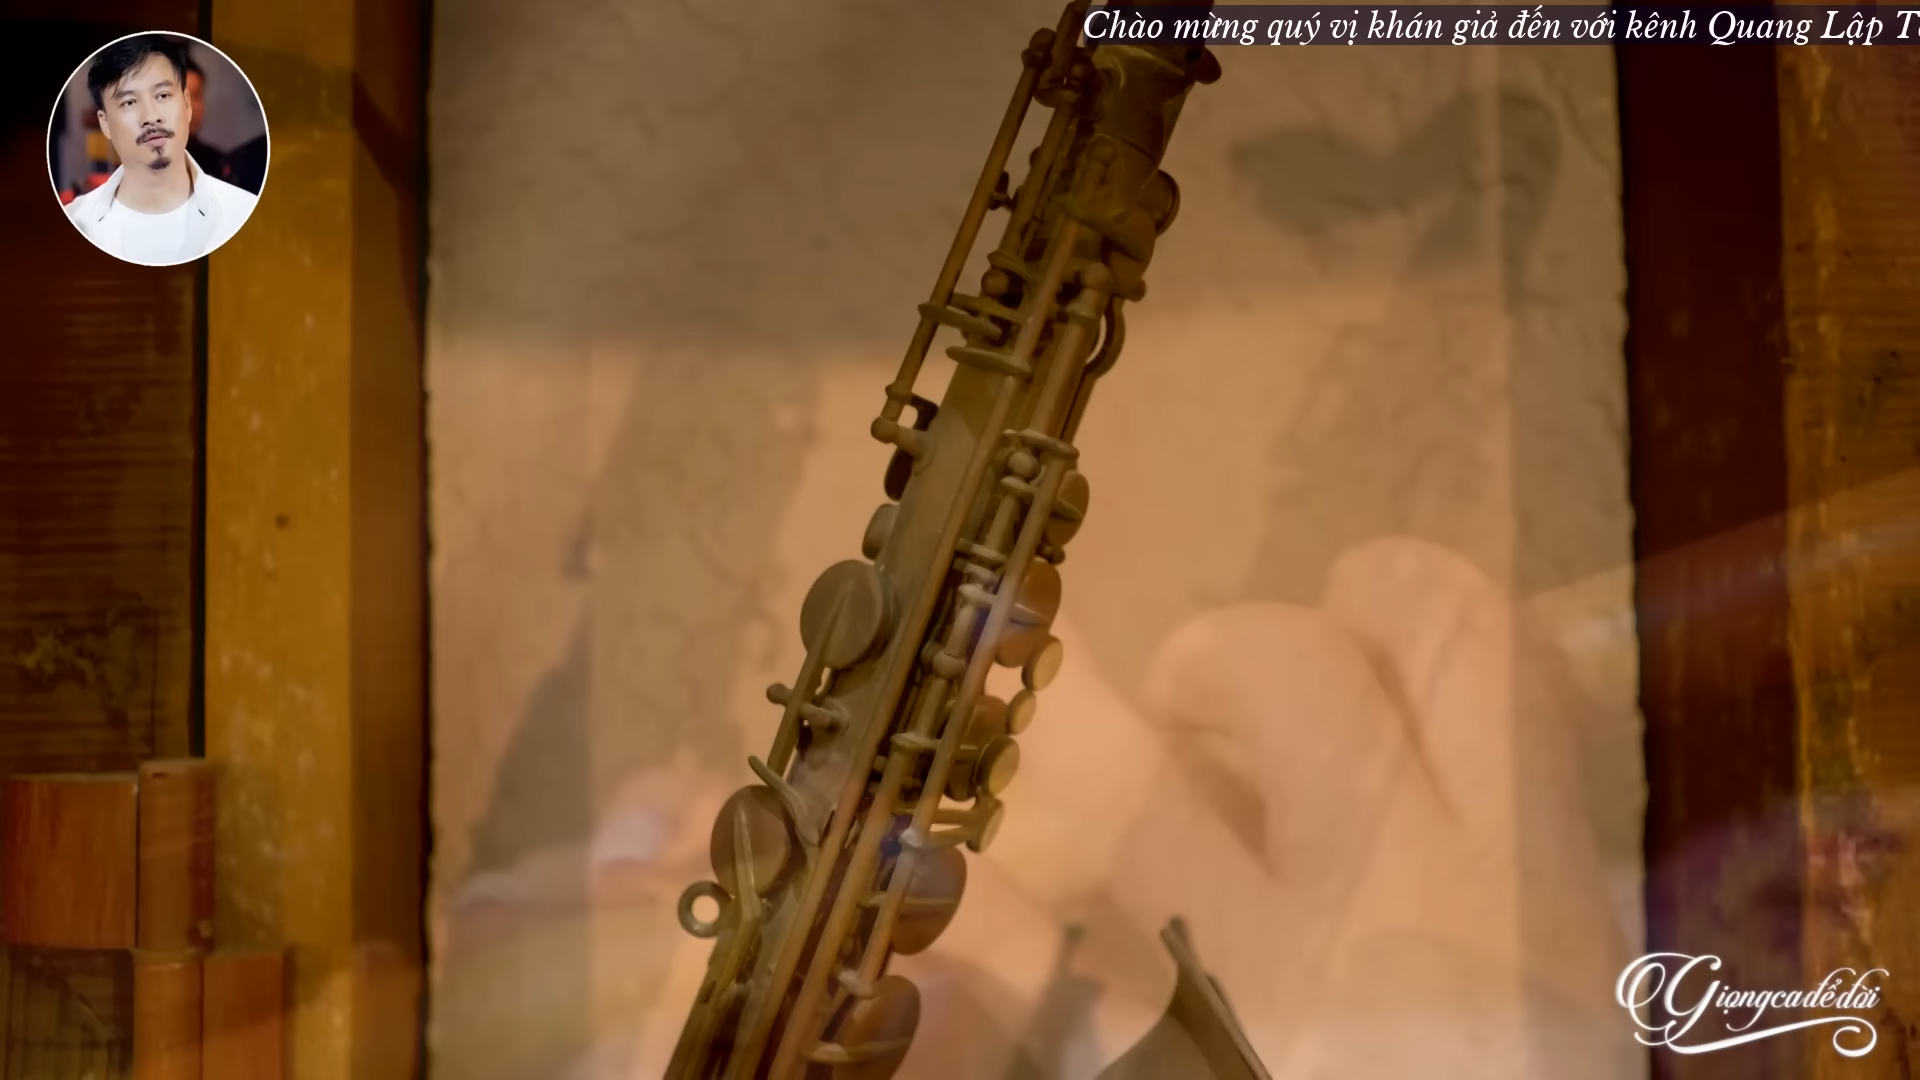 Chào mừng quý vị khán giả đến với kênh Quang Lập
Giọngcađểđời